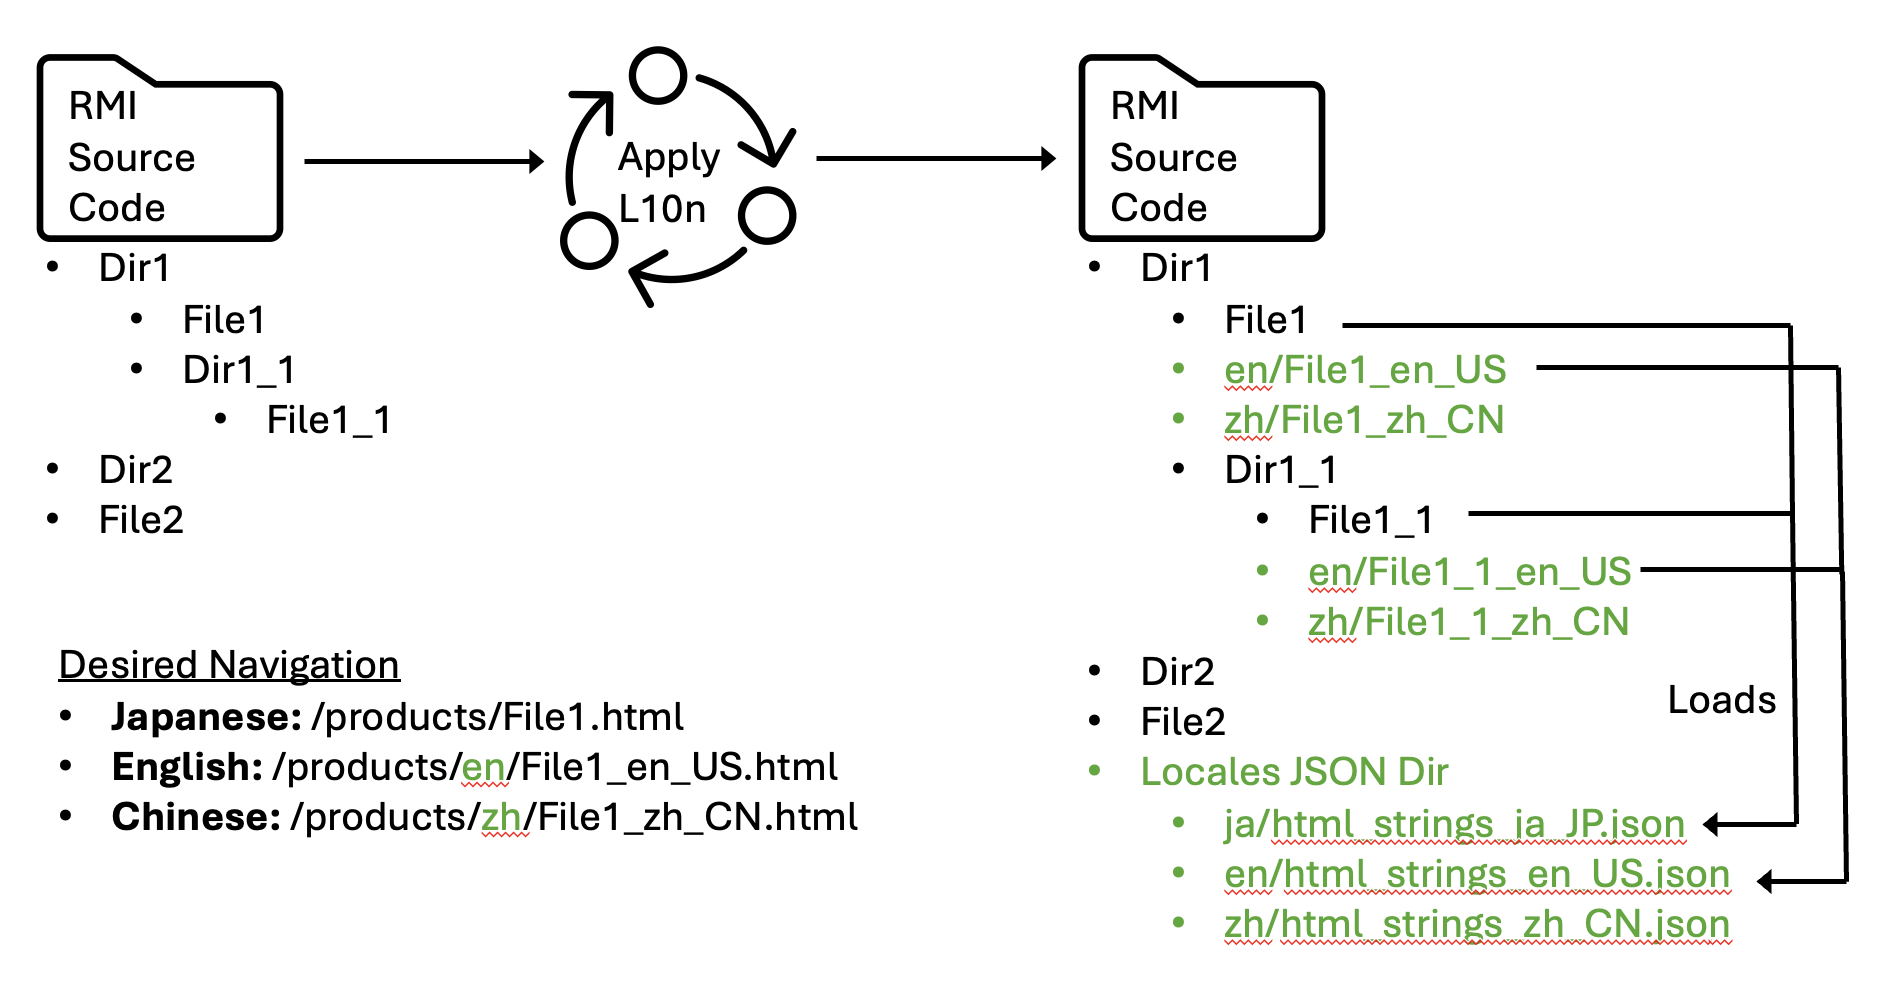 RMI
Source
Code
• Dir1
• File1
• Dir1_1
• File1_1
• Dir2
• File2
Apply
L10n
RMI
Source
Code
• Dir1
• File1
• en/File1_en_US
• zh/File1_zh_CN
• Dir1_1
• File1_1
• en/File1_1_en_US
• zh/File1_1_zh_CN
• Dir2
• File2
• Locales JSON Dir
• ja/html_strings_ja_JP.json
• en/html_strings_en_US.json
• zh/html_strings_zh_CN.json
Loads
Desired Navigation
• Japanese: /products/File1.html
• English: /products/en/File1_en_US.html
• Chinese: /products/zh/File1_zh_CN.html